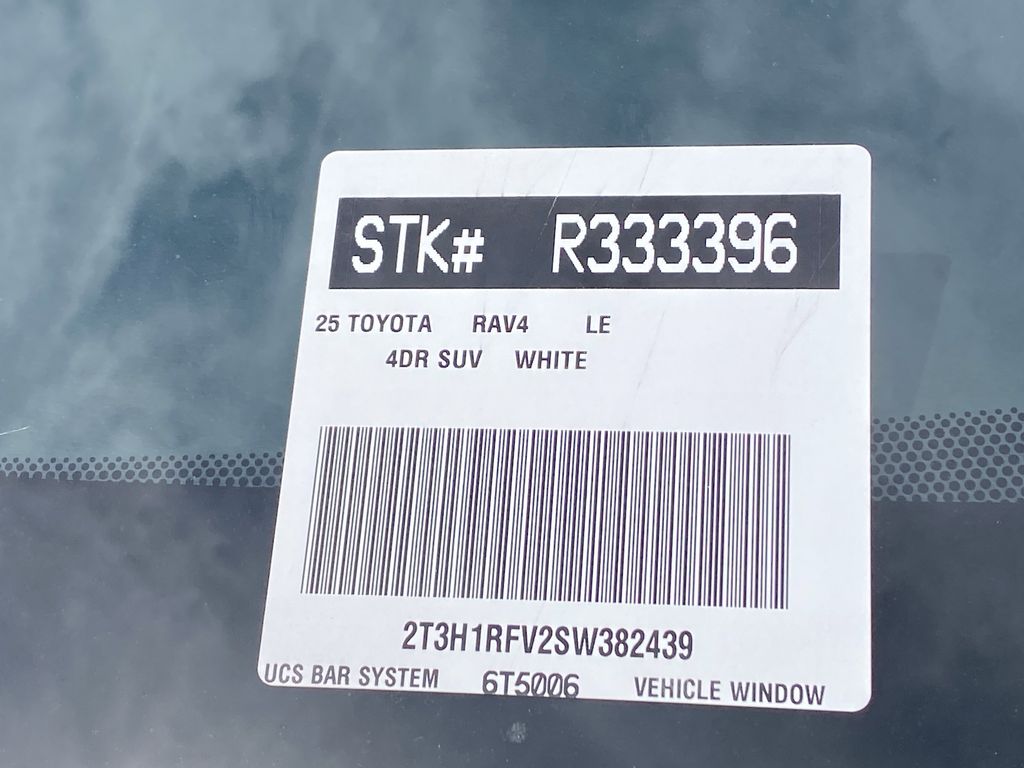 STK# R333396
25 TOYOTA RAV4 LE
4DR SUV WHITE
2T3H1RFV2SW382439
UCS BAR SYSTEM 6T5006 VEHICLE WINDOW